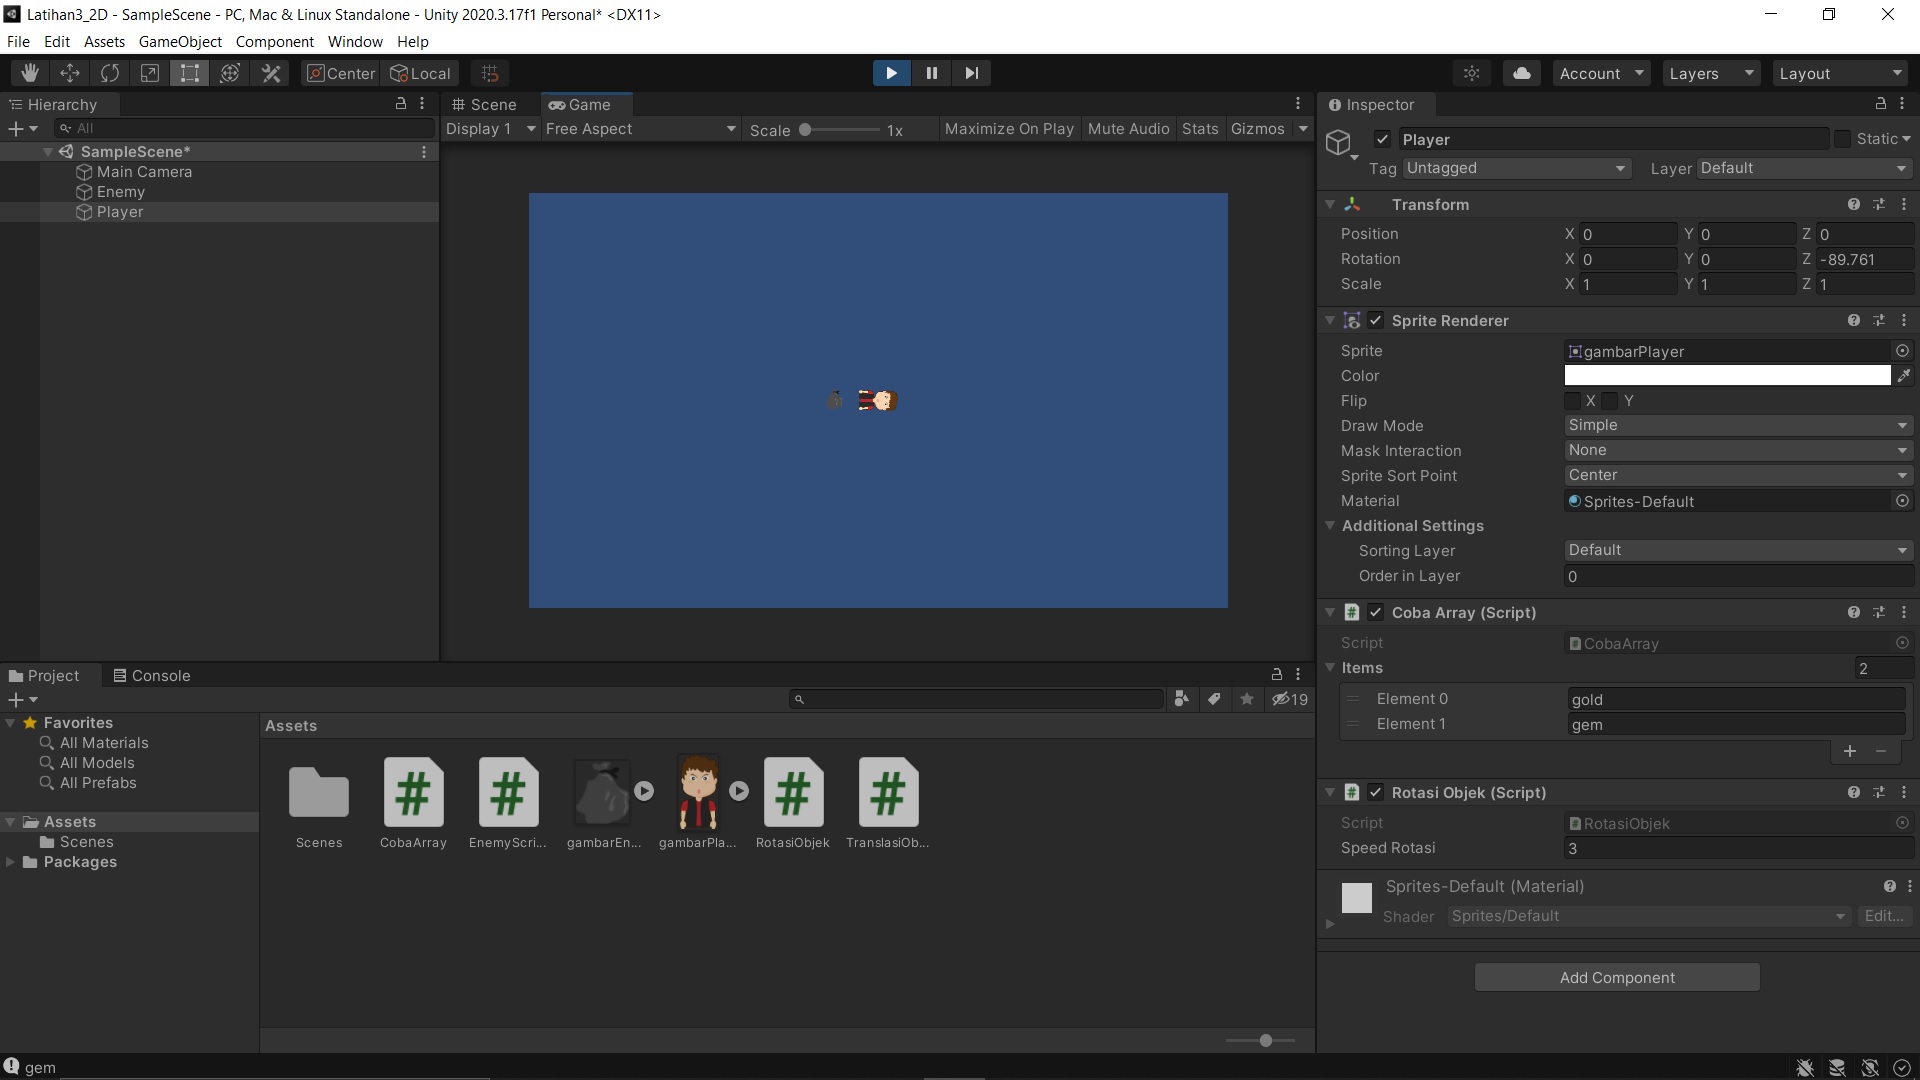 Latihan3_2D - SampleScene - PC, Mac & Linux Standalone - Unity 2020.3.17f1 Personal* <DX11>
File Edit Assets GameObject Component Window Help
Center Local Account Layers Layout
Hierarchy
All
SampleScene*
Main Camera
Enemy
Player
Scene Game
Display 1 Free Aspect Scale 1x Maximize On Play Mute Audio Stats Gizmos
Project Console
19
Favorites
All Materials
All Models
All Prefabs
Assets
Scenes
Packages
Assets
Scenes CobaArray EnemyScri... gambarEn... gambarPla... RotasiObjek TranslasiOb...
Inspector
Player Static
Tag Untagged Layer Default
Transform
Position X 0 Y 0 Z 0
Rotation X 0 Y 0 Z -89.761
Scale X 1 Y 1 Z 1
Sprite Renderer
Sprite gambarPlayer
Color
Flip X Y
Draw Mode Simple
Mask Interaction None
Sprite Sort Point Center
Material Sprites-Default
Additional Settings
Sorting Layer Default
Order in Layer 0
Coba Array (Script)
Script CobaArray
Items 2
Element 0 gold
Element 1 gem
Rotasi Objek (Script)
Script RotasiObjek
Speed Rotasi 3
Sprites-Default (Material)
Shader Sprites/Default Edit...
Add Component
gem